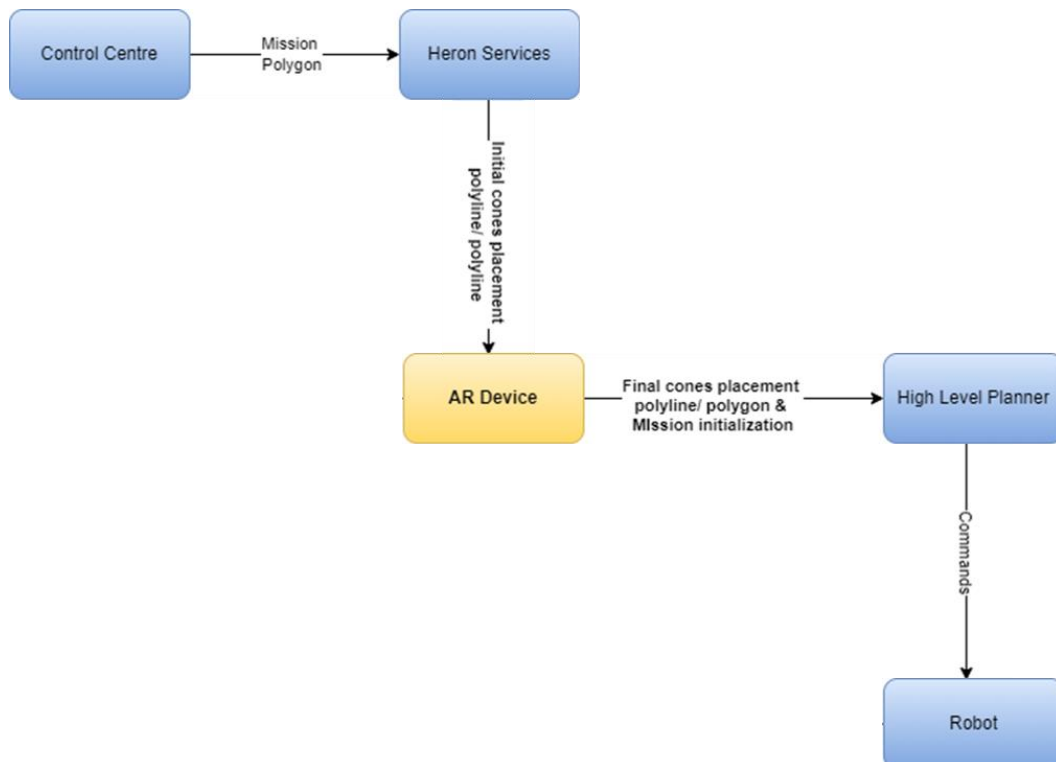 Control Centre
Mission
Polygon
Heron Services
Initial cones placement
polyline/ polyline
AR Device
Final cones placement
polyline/ polygon &
MIssion initialization
High Level Planner
Commands
Robot